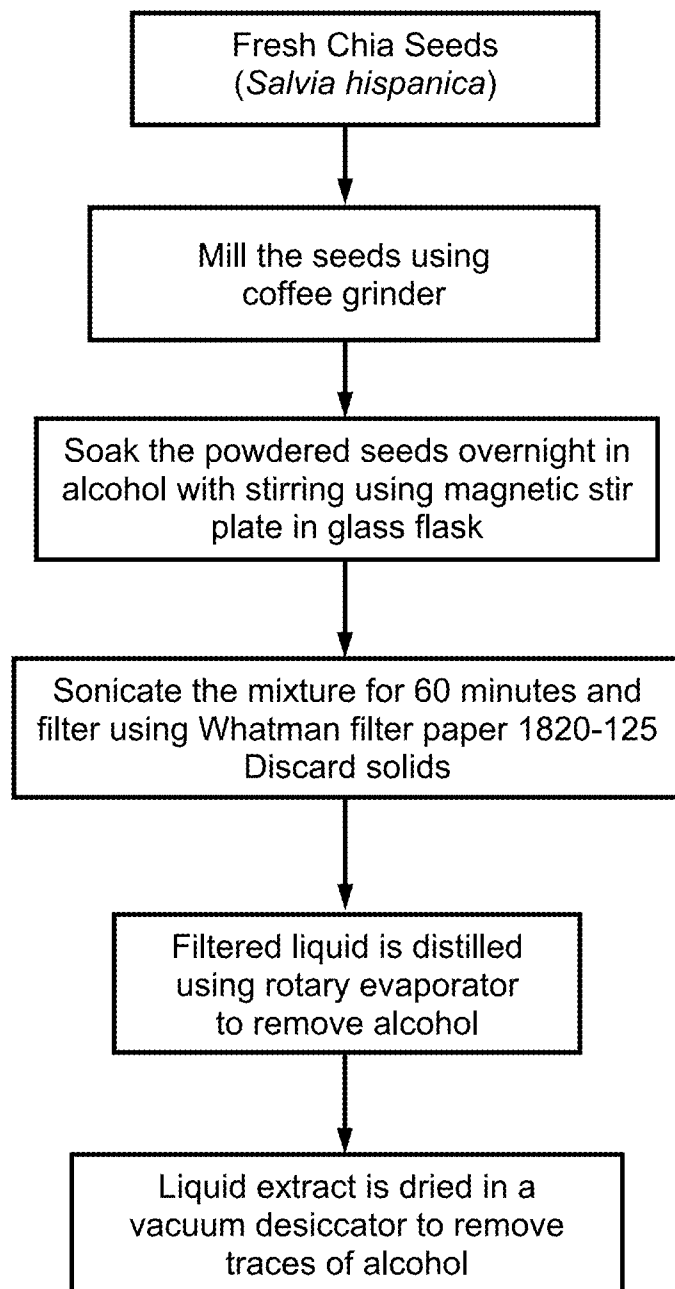 Fresh Chia Seeds
(Salvia hispanica)
Mill the seeds using
coffee grinder
Soak the powdered seeds overnight in
alcohol with stirring using magnetic stir
plate in glass flask
Sonicate the mixture for 60 minutes and
filter using Whatman filter paper 1820-125
Discard solids
Filtered liquid is distilled
using rotary evaporator
to remove alcohol
Liquid extract is dried in a
vacuum desiccator to remove
traces of alcohol